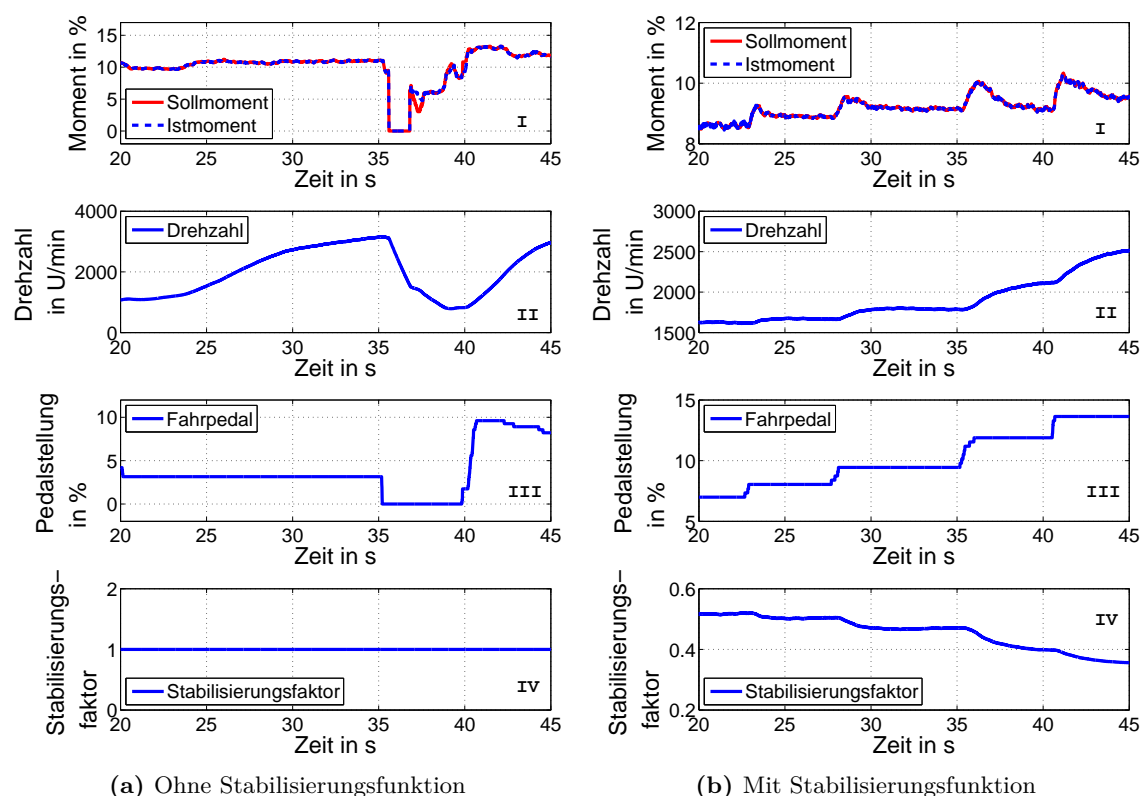 Moment in %
15
10
5
0
Sollmoment
Istmoment
I
20 25 30 35 40 45
Zeit in s
Drehzahl
in U/min
4000
2000
0
Drehzahl
II
20 25 30 35 40 45
Zeit in s
Pedalstellung
in %
10
5
0
Fahrpedal
III
20 25 30 35 40 45
Zeit in s
Stabilisierungs-
faktor
2
1
0
Stabilisierungsfaktor
IV
20 25 30 35 40 45
Zeit in s
(a) Ohne Stabilisierungsfunktion
Moment in %
12
10
8
Sollmoment
Istmoment
I
20 25 30 35 40 45
Zeit in s
Drehzahl
in U/min
3000
2500
2000
1500
Drehzahl
II
20 25 30 35 40 45
Zeit in s
Pedalstellung
in %
15
10
5
Fahrpedal
III
20 25 30 35 40 45
Zeit in s
Stabilisierungs-
faktor
0.6
0.4
0.2
Stabilisierungsfaktor
IV
20 25 30 35 40 45
Zeit in s
(b) Mit Stabilisierungsfunktion